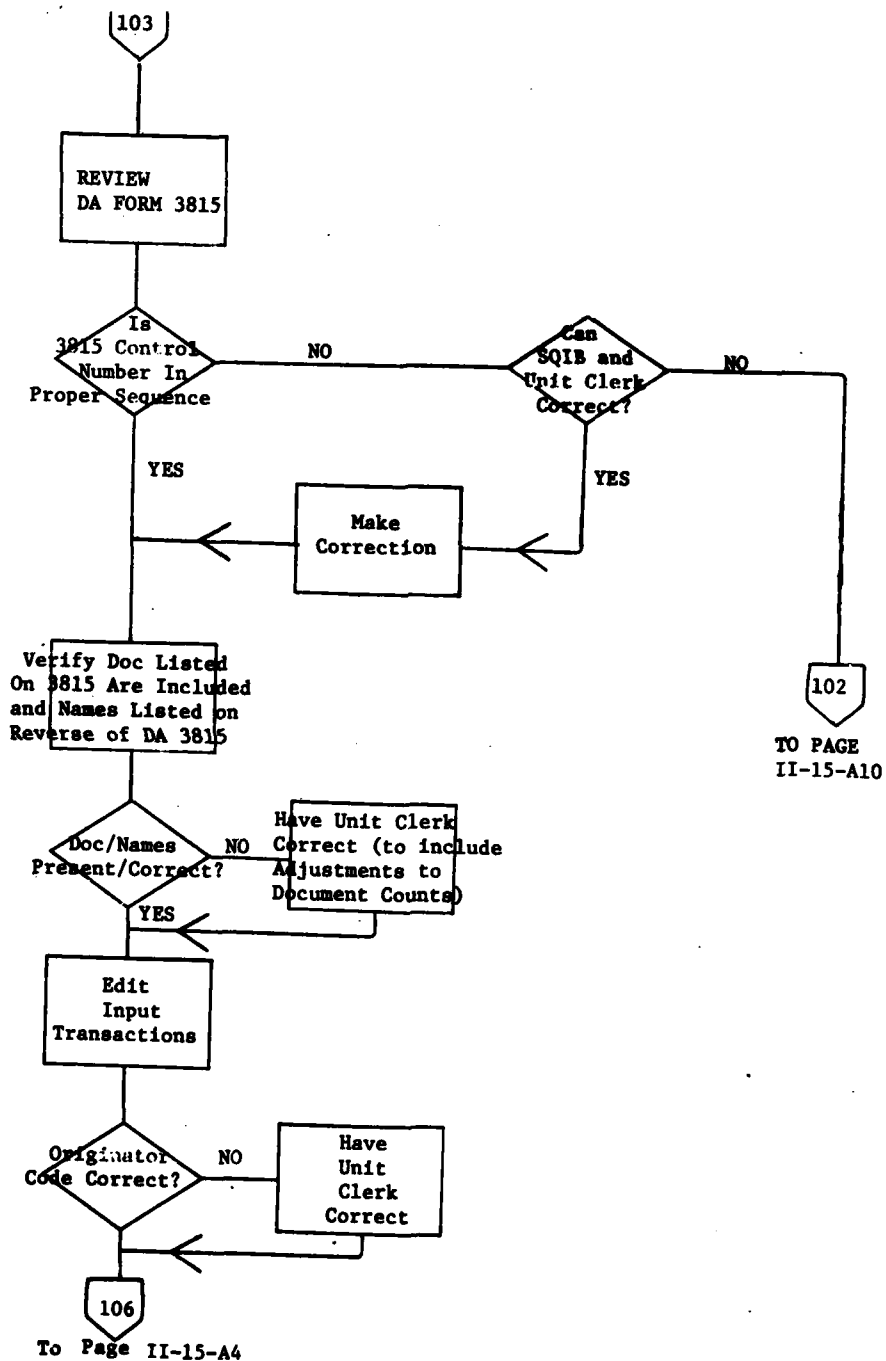 103
REVIEW
DA FORM 3815
Is
3815 Control
Number In
Proper Sequence
NO
Can
SQIB and
Unit Clerk
Correct?
NO
YES
YES
Make
Correction
Verify Doc Listed
On 3815 Are Included
and Names Listed on
Reverse of DA 3815
102
TO PAGE
II-15-A10
Doc/Names
Present/Correct?
NO
Have Unit Clerk
Correct (to include
Adjustments to
Document Counts)
YES
Edit
Input
Transactions
Originator
Code Correct?
NO
Have
Unit
Clerk
Correct
106
To Page II-15-A4